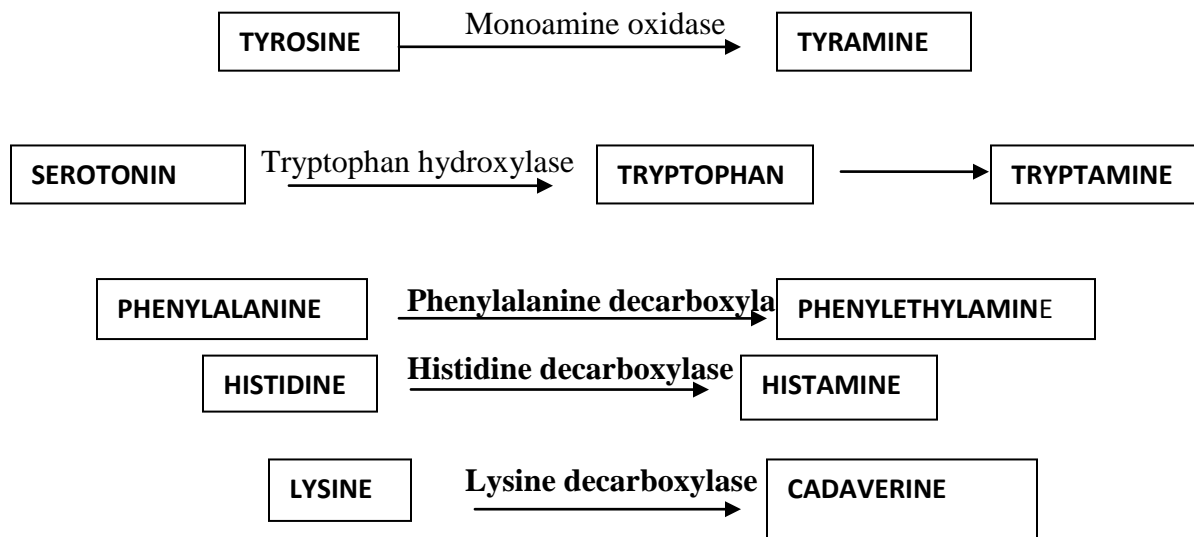 TYROSINE Monoamine oxidase TYRAMINE
SEROTONIN Tryptophan hydroxylase TRYPTOPHAN TRYPTAMINE
PHENYLALANINE Phenylalanine decarboxyla PHENYLETHYLAMINE
HISTIDINE Histidine decarboxylase HISTAMINE
LYSINE Lysine decarboxylase CADAVERINE